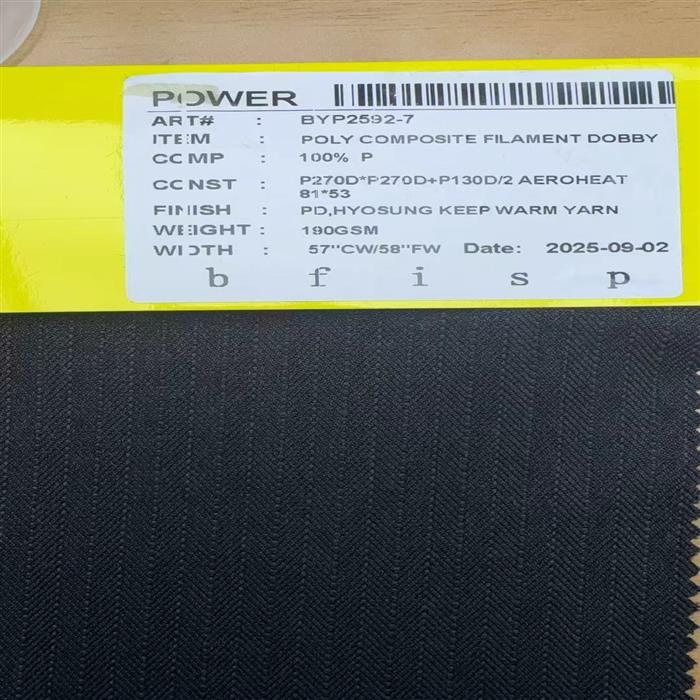 POWER
ART# : BYP2592-7
ITEM : POLY COMPOSITE FILAMENT DOBBY
COMP : 100% P
CONST : P270D*P270D+P130D/2 AEROHEAT
81*53
FINISH : PD,HYOSUNG KEEP WARM YARN
WEIGHT : 190GSM
WIDTH : 57''CW/58''FW Date: 2025-09-02
b f i s p